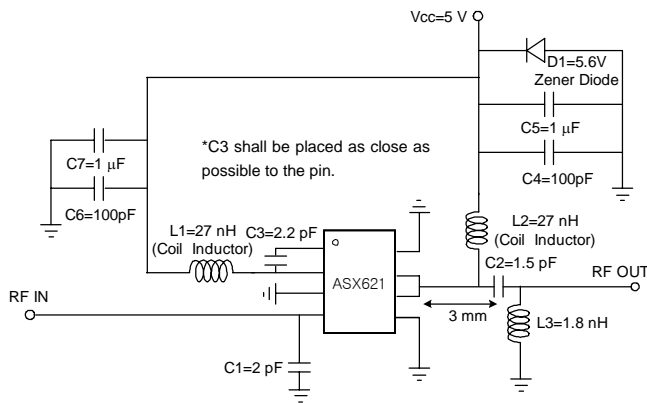 Vcc=5 V
D1=5.6V
Zener Diode
C5=1 μF
C4=100pF
*C3 shall be placed as close as
possible to the pin.
C7=1 μF
C6=100pF
L1=27 nH
(Coil Inductor)
C3=2.2 pF
L2=27 nH
(Coil Inductor)
C2=1.5 pF
ASX621
RF IN
RF OUT
3 mm
L3=1.8 nH
C1=2 pF